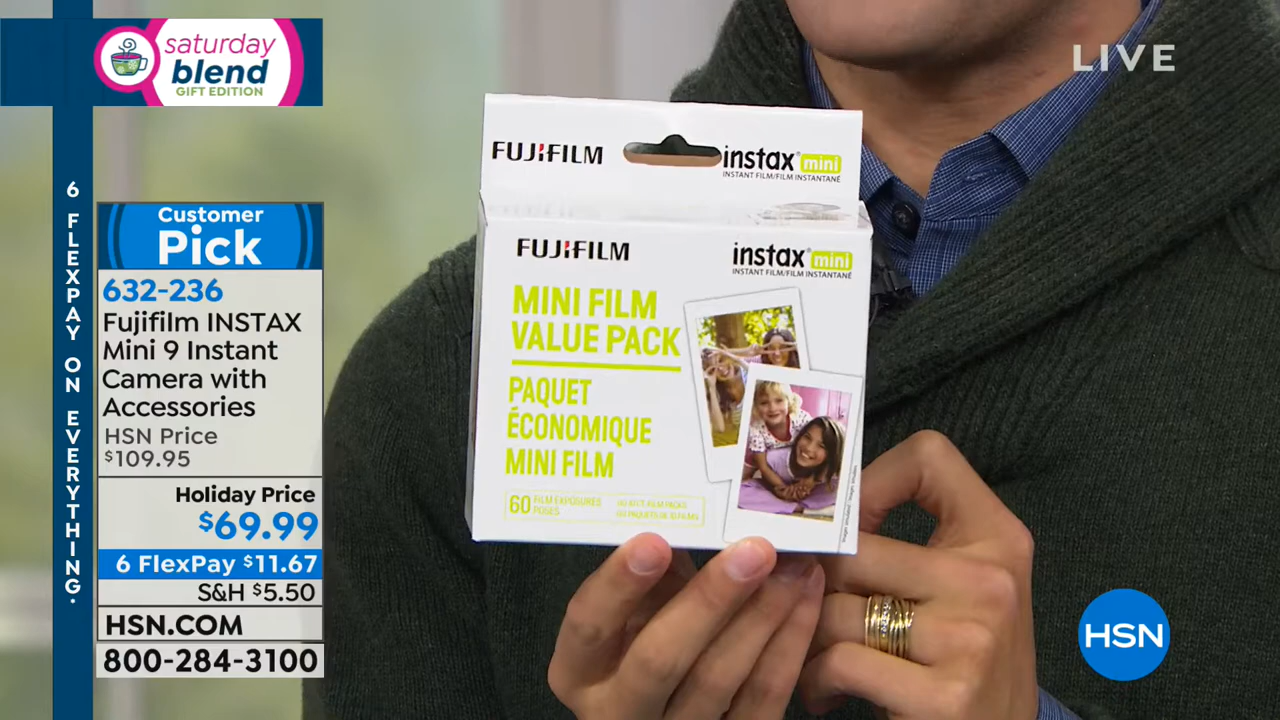 saturday
blend
GIFT EDITION
6 FLEXPAY ON EVERYTHING.
Customer
Pick
632-236
Fujifilm INSTAX
Mini 9 Instant
Camera with
Accessories
HSN Price
$109.95
Holiday Price
$69.99
6 FlexPay $11.67
S&H $5.50
HSN.COM
800-284-3100
LIVE
FUJIFILM
instax mini
INSTANT FILM/FILM INSTANTANÉ
FUJIFILM
instax mini
INSTANT FILM/FILM INSTANTANÉ
MINI FILM
VALUE PACK
PAQUET
ÉCONOMIQUE
MINI FILM
60 FILM EXPOSURES
POSES
HSN